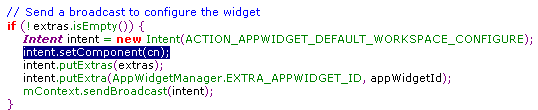 // Send a broadcast to configure the widget
if (! extras.isEmpty()) {
Intent intent = new Intent(ACTION_APPWIDGET_DEFAULT_WORKSPACE_CONFIGURE);
intent.setComponent(cn);
intent.putExtras(extras);
intent.putExtra(AppWidgetManager.EXTRA_APPWIDGET_ID, appWidgetId);
mContext.sendBroadcast(intent);
}